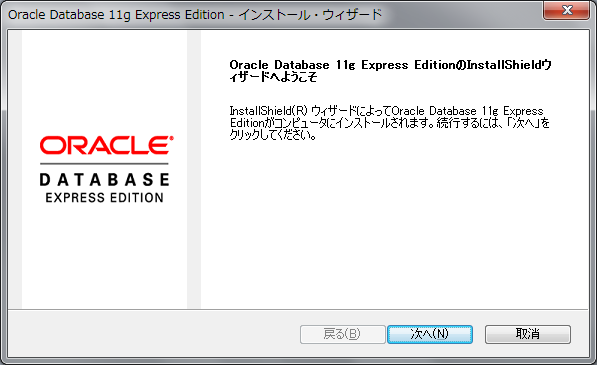 Oracle Database 11g Express Edition - インストール・ウィザード
Oracle Database 11g Express EditionのInstallShieldウ
ィザードへようこそ
InstallShield(R) ウィザードによってOracle Database 11g Express
Editionがコンピュータにインストールされます。続行するには、「次へ」を
クリックしてください。
ORACLE®
DATABASE
EXPRESS EDITION
戻る(B)
次へ(N)
取消